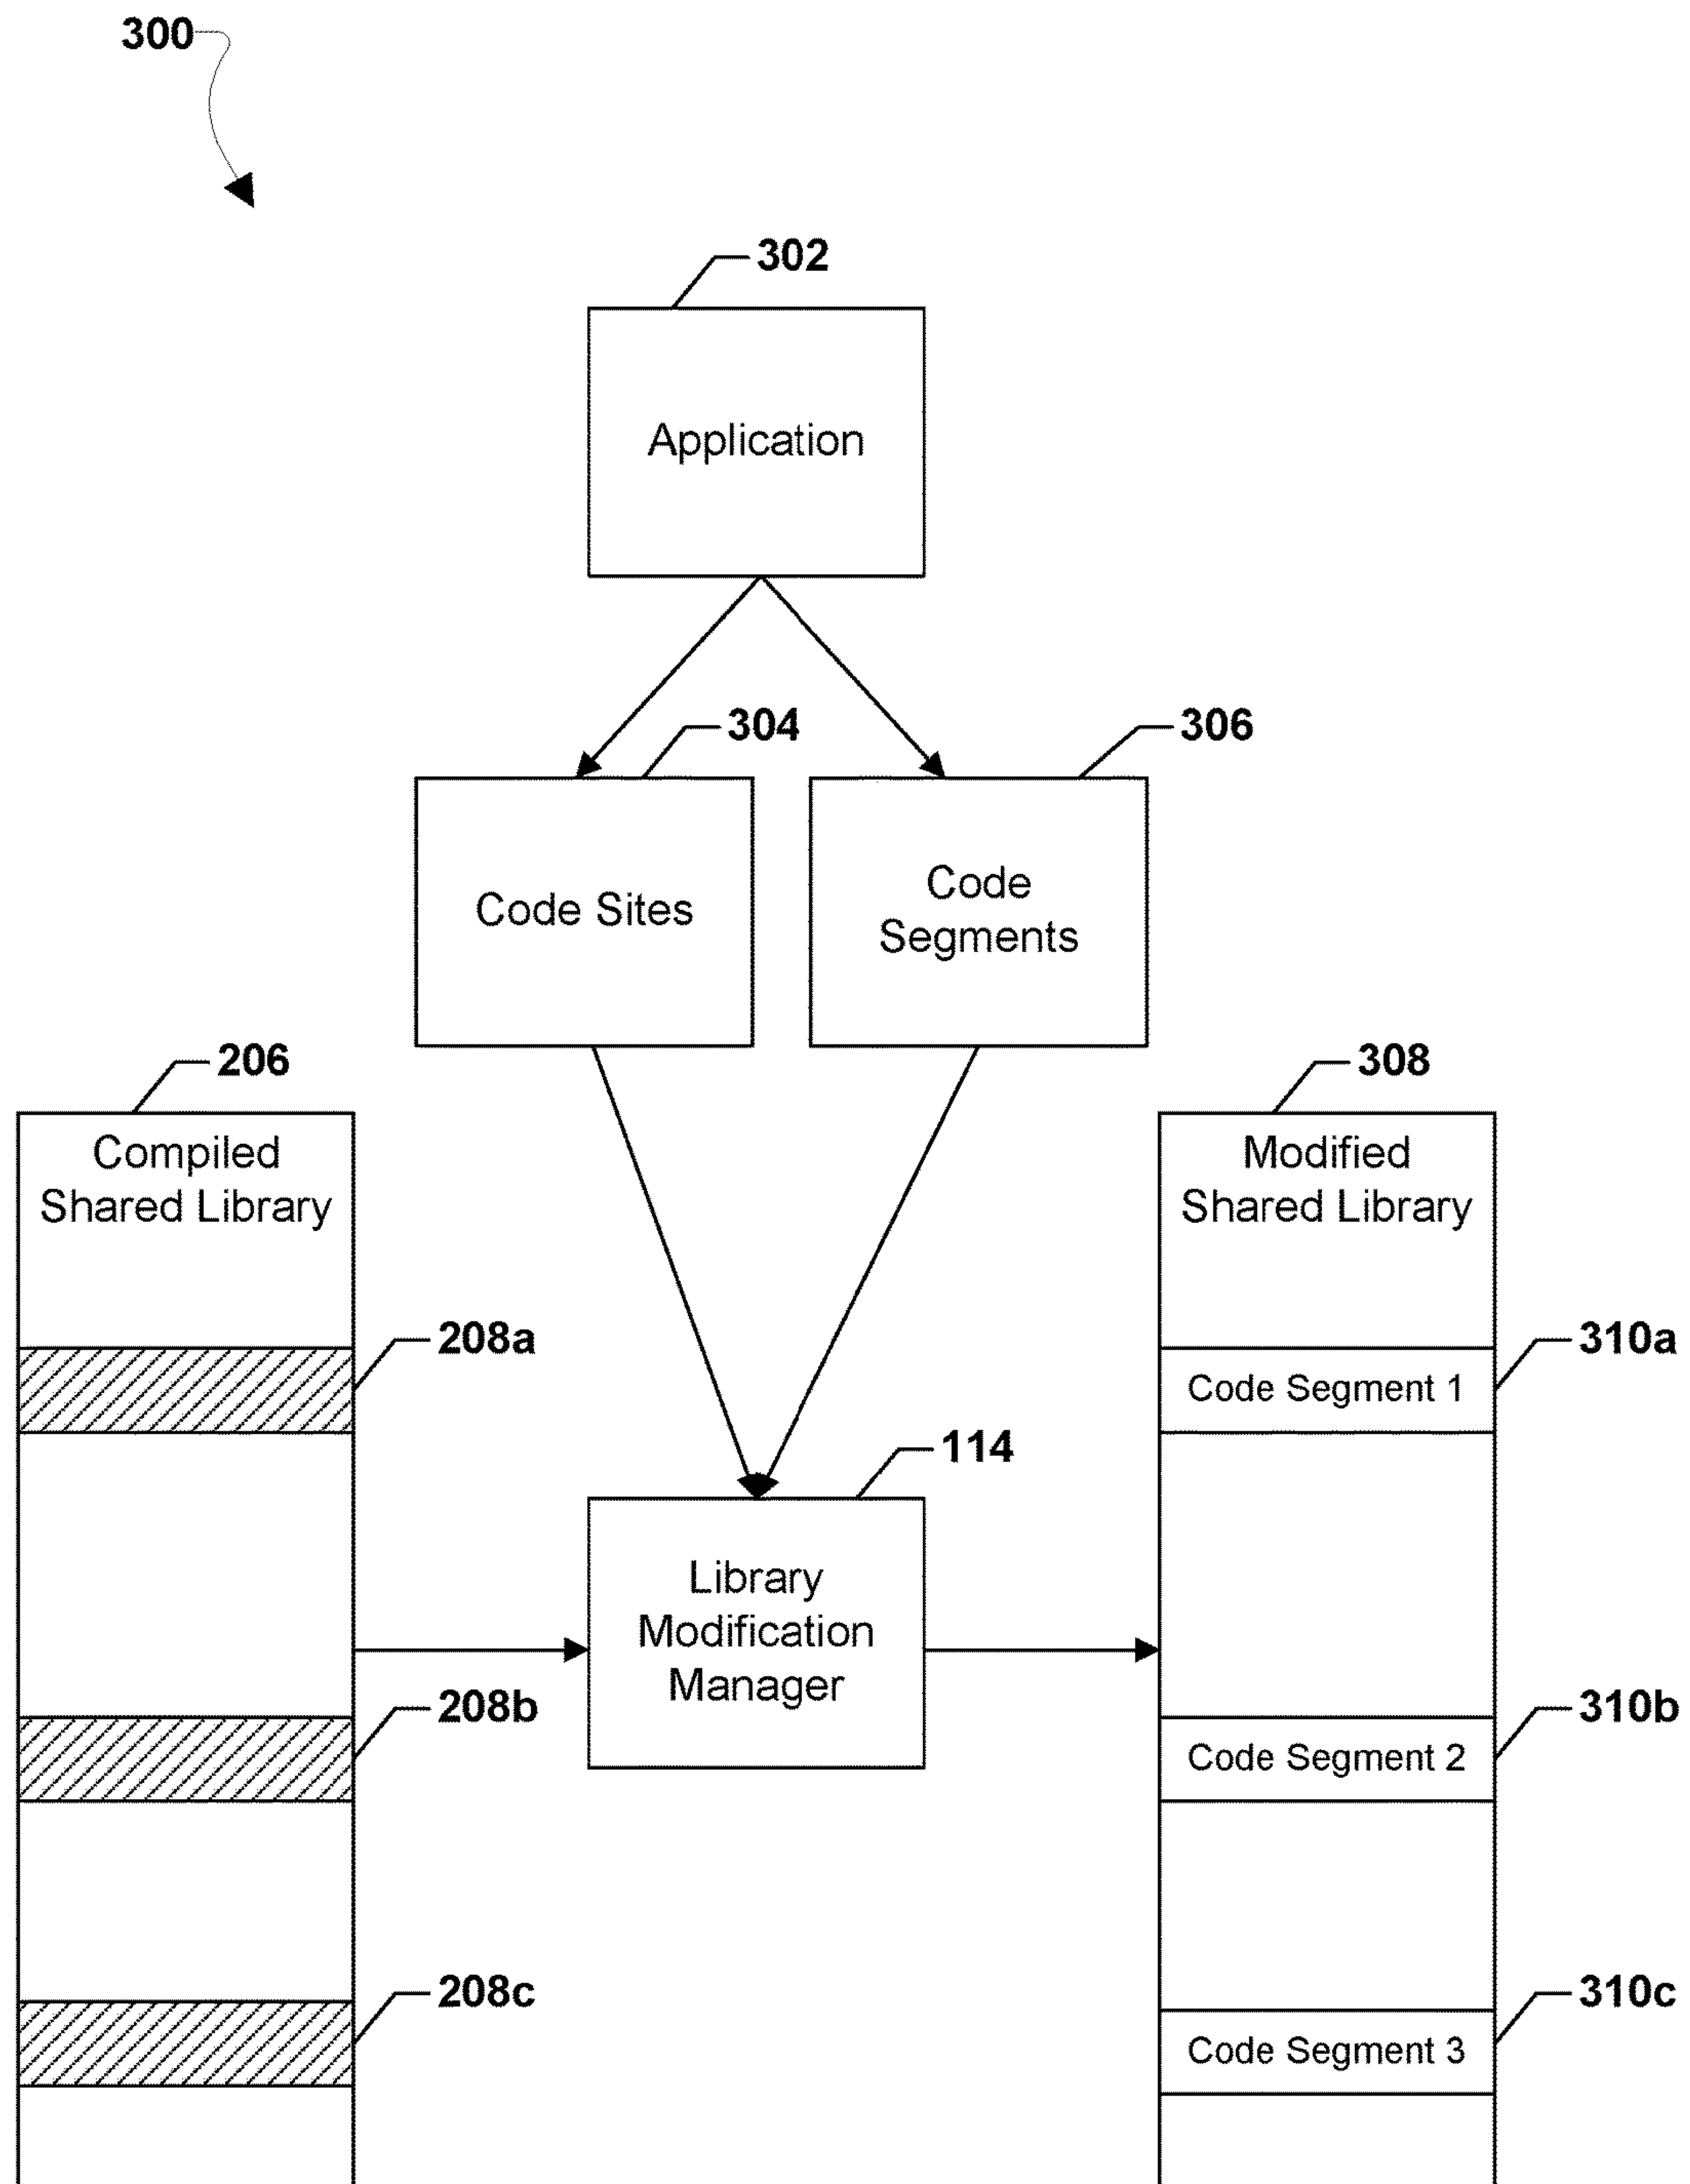 300
302
Application
304
306
Code Sites
Code
Segments
206
308
Compiled
Shared Library
Modified
Shared Library
208a
310a
Code Segment 1
114
Library
Modification
Manager
208b
310b
Code Segment 2
208c
310c
Code Segment 3